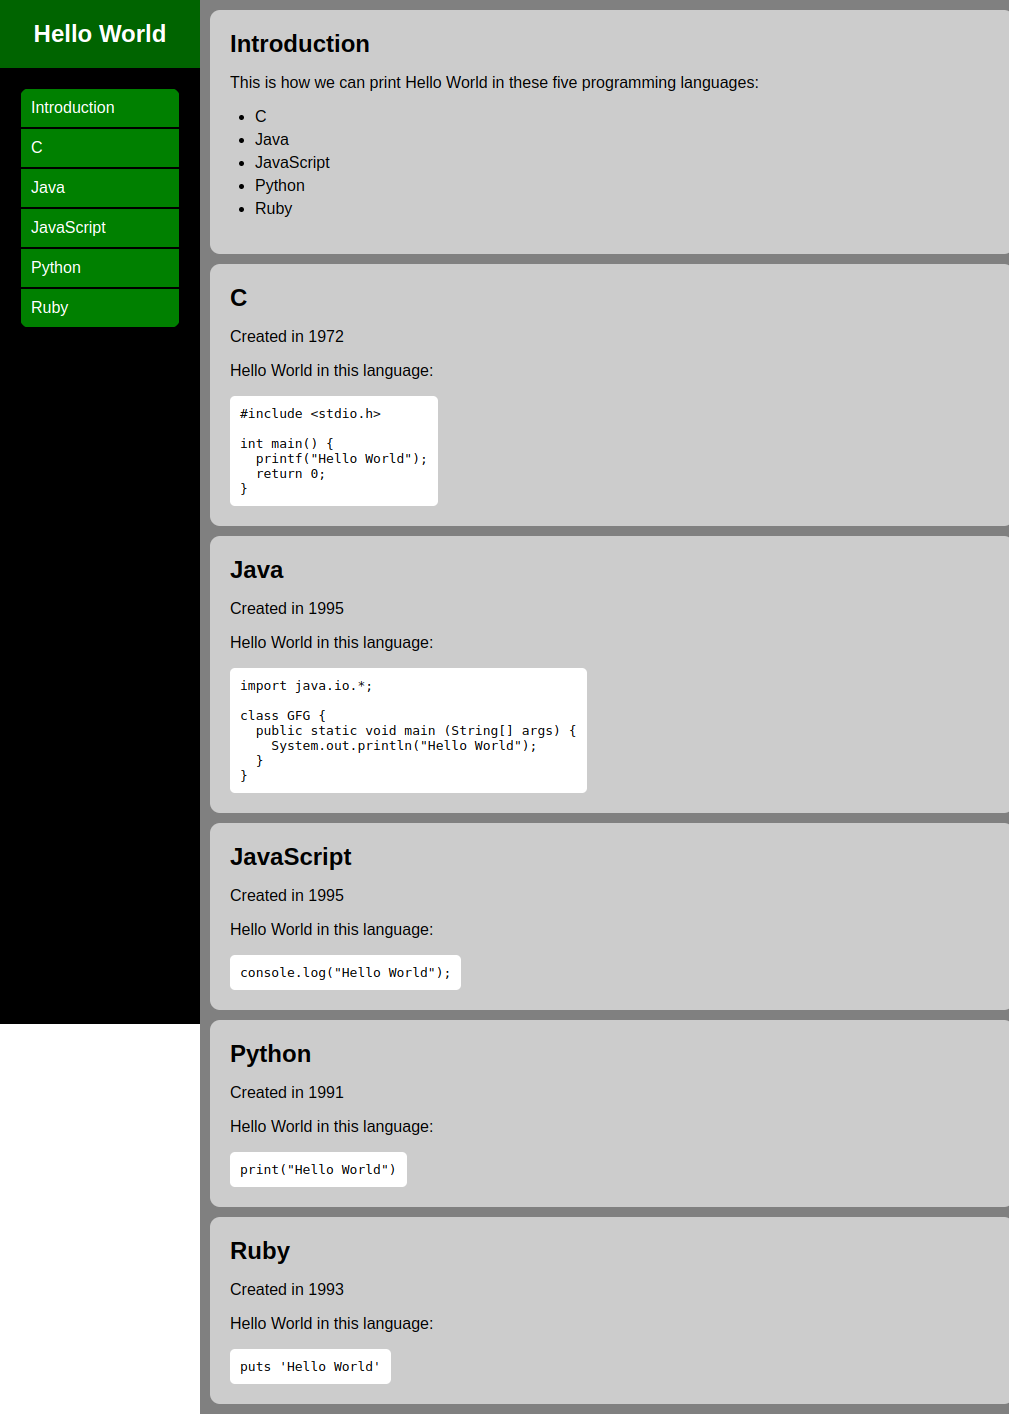 Hello World
Introduction
C
Java
JavaScript
Python
Ruby
Introduction
This is how we can print Hello World in these five programming languages:
C
Java
JavaScript
Python
Ruby
C
Created in 1972
Hello World in this language:
#include <stdio.h>
int main() {
  printf("Hello World");
  return 0;
}
Java
Created in 1995
Hello World in this language:
import java.io.*;
class GFG {
  public static void main (String[] args) {
    System.out.println("Hello World");
  }
}
JavaScript
Created in 1995
Hello World in this language:
console.log("Hello World");
Python
Created in 1991
Hello World in this language:
print("Hello World")
Ruby
Created in 1993
Hello World in this language:
puts 'Hello World'